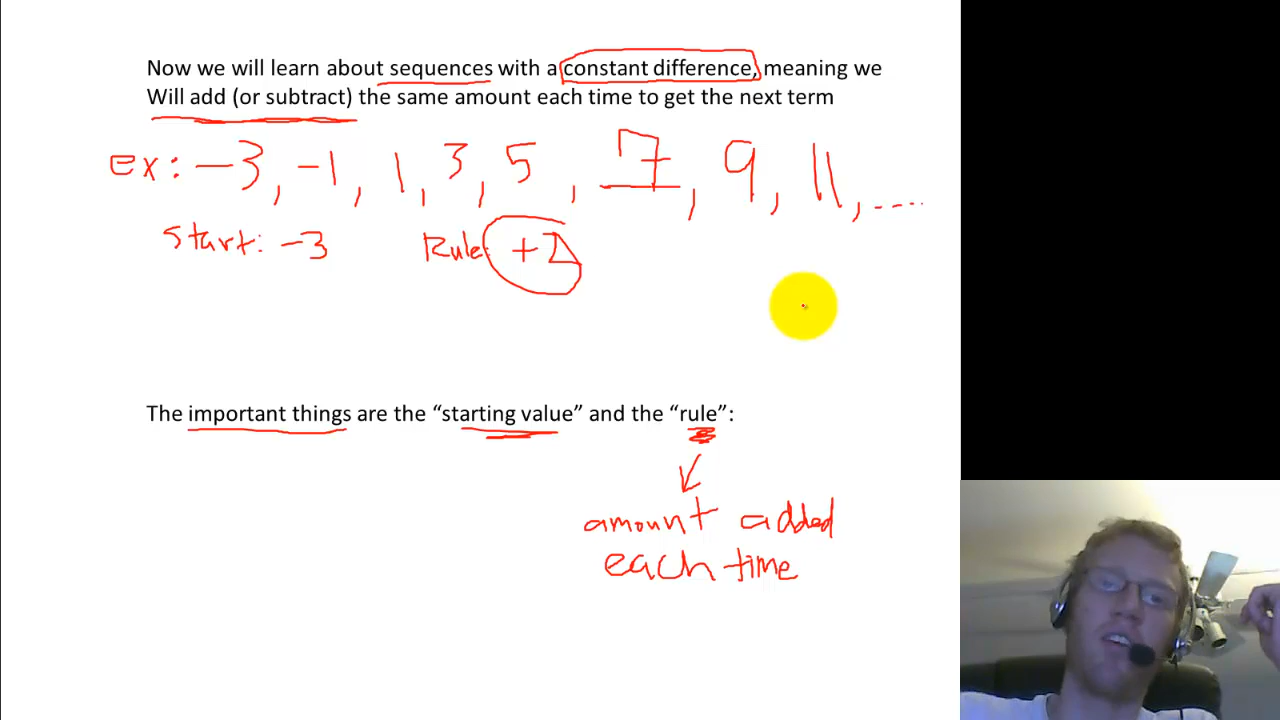 Now we will learn about sequences with a constant difference, meaning we
Will add (or subtract) the same amount each time to get the next term
ex: -3, -1, 1, 3, 5, 7, 9, 11, ....
Start: -3 Rule: +2
The important things are the “starting value” and the “rule”:
amount added
each time